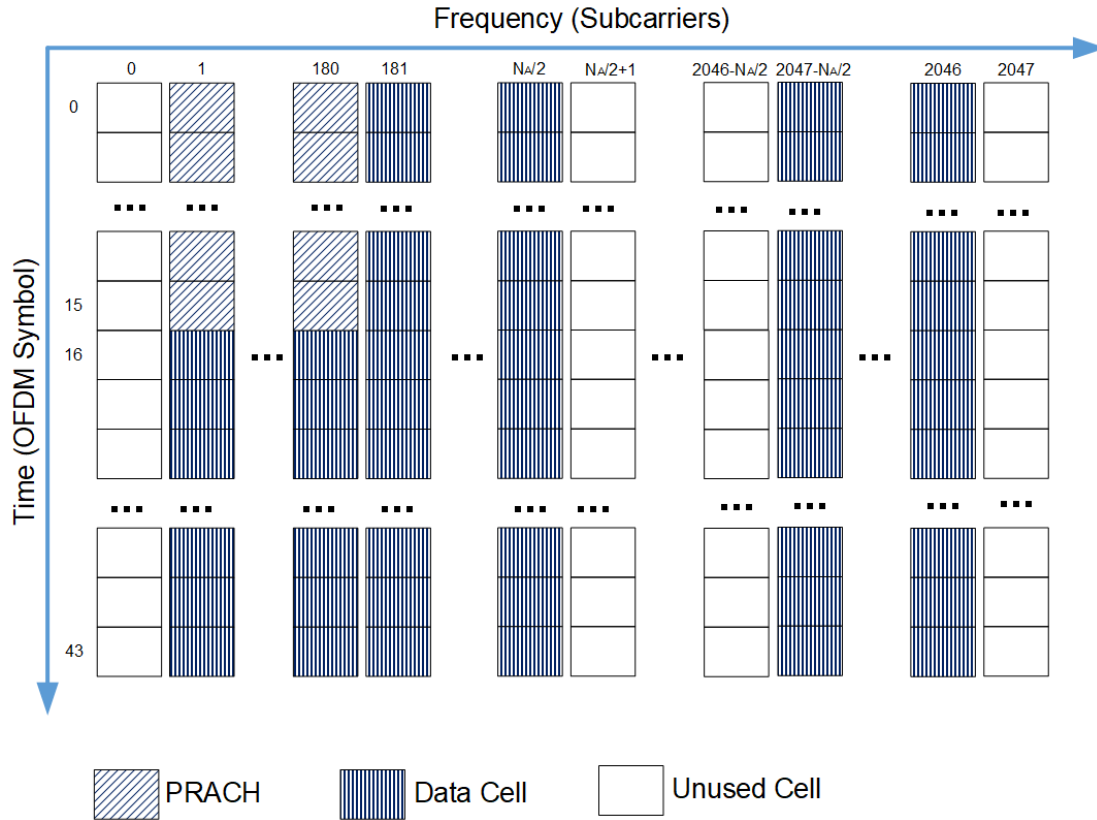 Frequency (Subcarriers)
0 1 180 181 NA/2 NA/2+1 2046-NA/2 2047-NA/2 2046 2047
0
15
16
43
Time (OFDM Symbol)
PRACH Data Cell Unused Cell